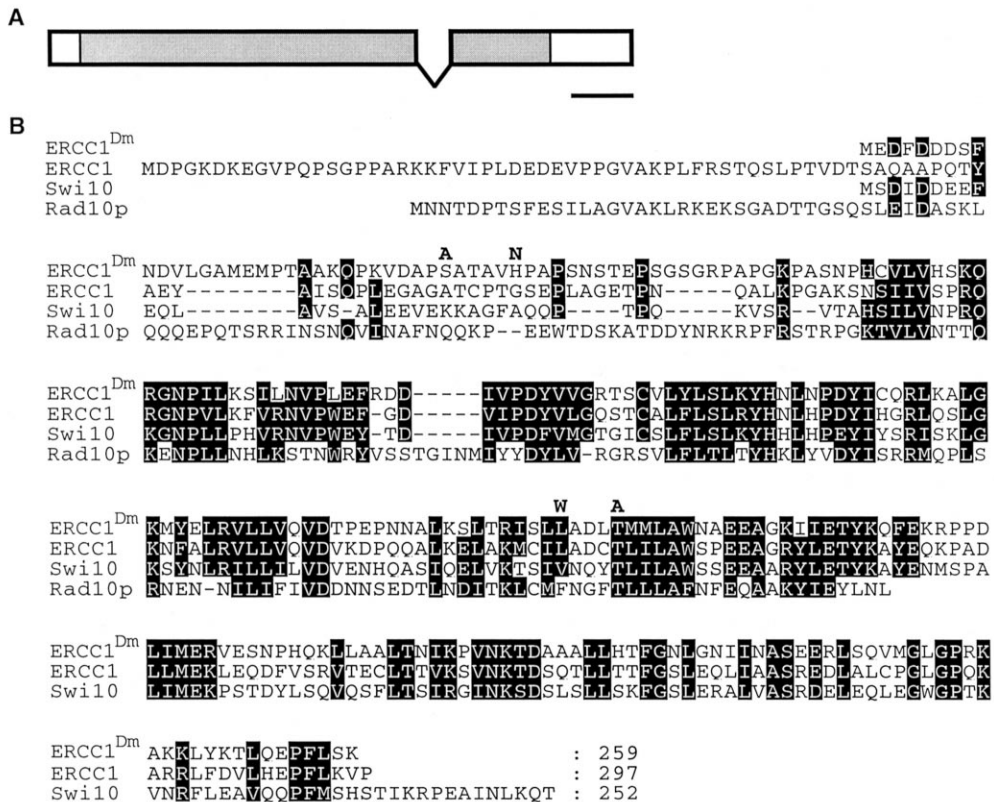 A
B
ERCC1Dm MEDFDDDSF
ERCC1 MDPGKDKEGVPQPSGPPARKKFVIPLDEDEVPPGVAKPLFRSTQSLPTVDTSAQAAPQTY
Swi10 MSDIDDEEF
Rad10p MNNTDPTSFESILAGVAKLRKEKSGADTTGSQSLEIDASKL
A N
ERCC1Dm NDVLGAMEMPTAAKQPKVDAPSATAVHPAPSNSTEPSGSGRPAPGKPASNPHCVLVHSKQ
ERCC1 AEY---------AISQPLEGAGATCPTGSEPLAGETPN-----QALKPGAKSNSIIVSPRQ
Swi10 EQL---------AVS-ALEEVEKKAGFAQQP----TPQ-----KVSR--VTAHSILVNPRQ
Rad10p QQQEPQTSRRINSNQVINAFNQQKP--EEWTDSKATDDYNRKRPFRSTRPGKTVLVNTTQ
ERCC1Dm RGNPILKSILNVPLEFRDD-----IVPDYVVGRTSCVLYLSLKYHNLNPDYICQRLKALG
ERCC1 RGNPVLKFVRNVPWEF-GD-----VIPDYVLGQSTCALFLSLRYHNLHPDYIHGRLQSLG
Swi10 KGNPLLPHVRNVPWEY-TD-----IVPDFVMGTGICSLFLSLKYHHLHPEYIYSRISKLG
Rad10p KENPLLNHLKSTNWRYVSSTGINMIYYDYLV-RGRSVLFLTLTYHKLYVDYISRRMQPLS
W A
ERCC1Dm KMYELRVLLVQVDTPEPNNALKSLTRISLLADLTMMLAWNAEEAGKIIETYKQFEKRPPD
ERCC1 KNFALRVLLVQVDVKDPQQALKELAKMCILADCTLILAWSPEEAGRYLETYKAYEQKPAD
Swi10 KSYNLRILLILVDVENHQASIQELVKTSIVNQYTLILAWSSEEAARYLETYKAYENMSPA
Rad10p RNEN-NILIFIVDDNNSEDTLNDITKLCMFNGFTLLLAFNFEQAAKYIEYLNL
ERCC1Dm LIMERVESNPHQKLLAALTNIKPVNKTDAAALLHTFGNLGNIINASEERLSQVMGLGPRK
ERCC1 LLMEKLEQDFVSRVTECLTTVKSVNKTDSQTLLTTFGSLEQLIAASREDLALCPGLGPQK
Swi10 LIMEKPSTDYLSQVQSFLTSIRGINKSDSLSLLSKFGSLERALVASRDELEQLEGWGPTK
ERCC1Dm AKKLYKTLQEPFLSK : 259
ERCC1 ARRLFDVLHEPFLKVP : 297
Swi10 VNRFLEAVQQPFMSHSTIKRPEAINLKQT : 252